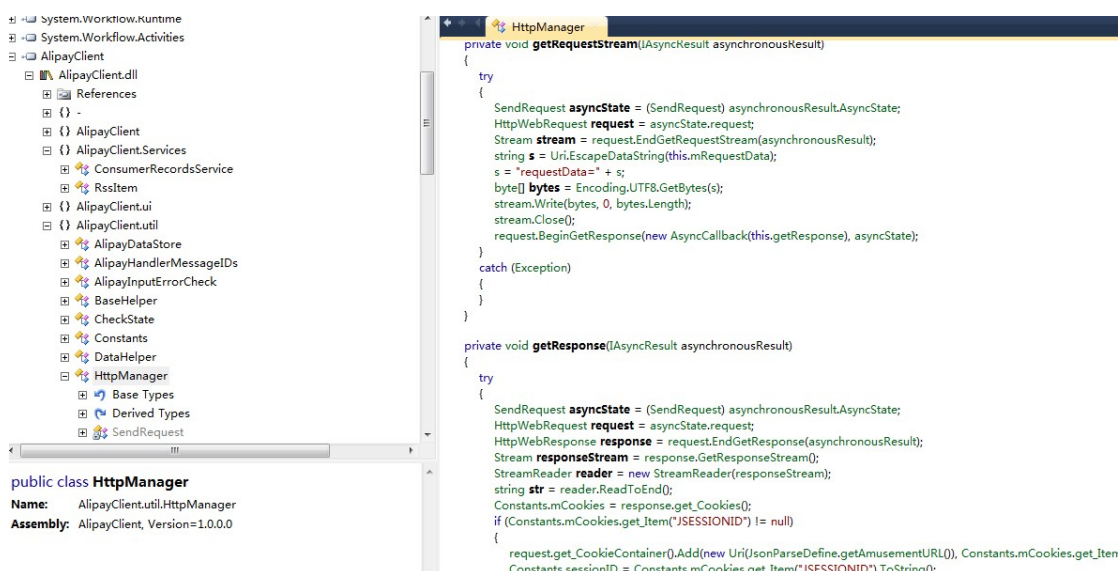 System.Workflow.Runtime
System.Workflow.Activities
AlipayClient
AlipayClient.dll
References
{} -
{} AlipayClient
{} AlipayClient.Services
ConsumerRecordsService
RssItem
{} AlipayClient.ui
{} AlipayClient.util
AlipayDataStore
AlipayHandlerMessageIDs
AlipayInputErrorCheck
BaseHelper
CheckState
Constants
DataHelper
HttpManager
Base Types
Derived Types
SendRequest
public class HttpManager
Name: AlipayClient.util.HttpManager
Assembly: AlipayClient, Version=1.0.0.0
HttpManager
private void getRequestStream(IAsyncResult asynchronousResult)
{
try
{
SendRequest asyncState = (SendRequest) asynchronousResult.AsyncState;
HttpWebRequest request = asyncState.request;
Stream stream = request.EndGetRequestStream(asynchronousResult);
string s = Uri.EscapeDataString(this.mRequestData);
s = "requestData=" + s;
byte[] bytes = Encoding.UTF8.GetBytes(s);
stream.Write(bytes, 0, bytes.Length);
stream.Close();
request.BeginGetResponse(new AsyncCallback(this.getResponse), asyncState);
}
catch (Exception)
{
}
}
private void getResponse(IAsyncResult asynchronousResult)
{
try
{
SendRequest asyncState = (SendRequest) asynchronousResult.AsyncState;
HttpWebRequest request = asyncState.request;
HttpWebResponse response = request.EndGetResponse(asynchronousResult);
Stream responseStream = response.GetResponseStream();
StreamReader reader = new StreamReader(responseStream);
string str = reader.ReadToEnd();
Constants.mCookies = response.get_Cookies();
if (Constants.mCookies.get_Item("JSESSIONID") != null)
{
request.get_CookieContainer().Add(new Uri(JsonParseDefine.getAmusementURL()), Constants.mCookies.get_Item
Constants.sessionID = Constants.mCookies.get_Item("JSESSIONID").ToString();